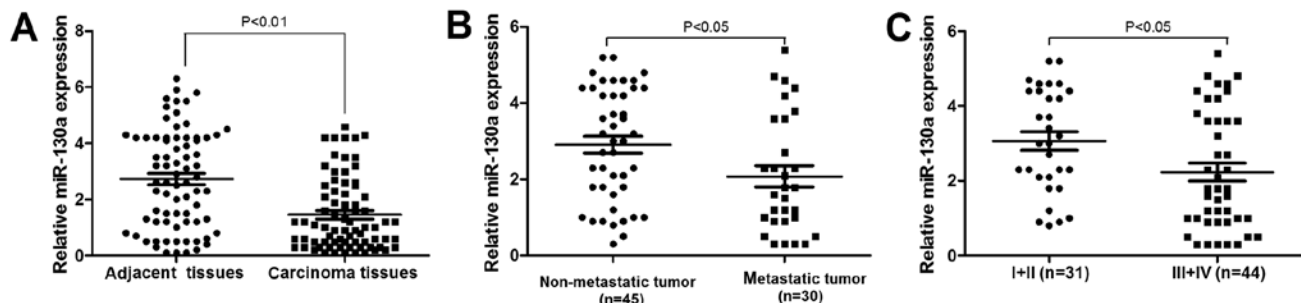 A
P<0.01
Relative miR-130a expression
8
6
4
2
0
Adjacent tissues
Carcinoma tissues
B
P<0.05
Relative miR-130a expression
6
4
2
0
Non-metastatic tumor
(n=45)
Metastatic tumor
(n=30)
C
P<0.05
Relative miR-130a expression
6
4
2
0
I+II (n=31)
III+IV (n=44)